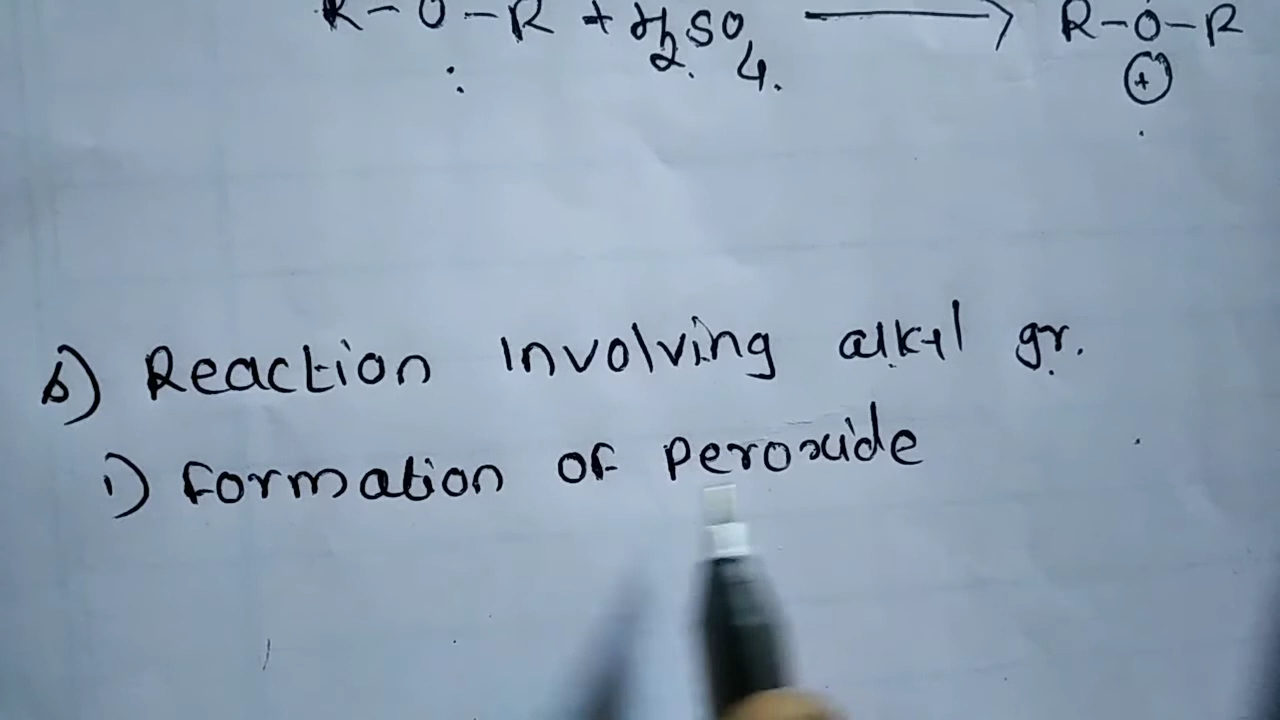 R-O-R + H2SO4. → R-O-R
+
b) Reaction Involving alkyl gr.
i) Formation of Peroxide